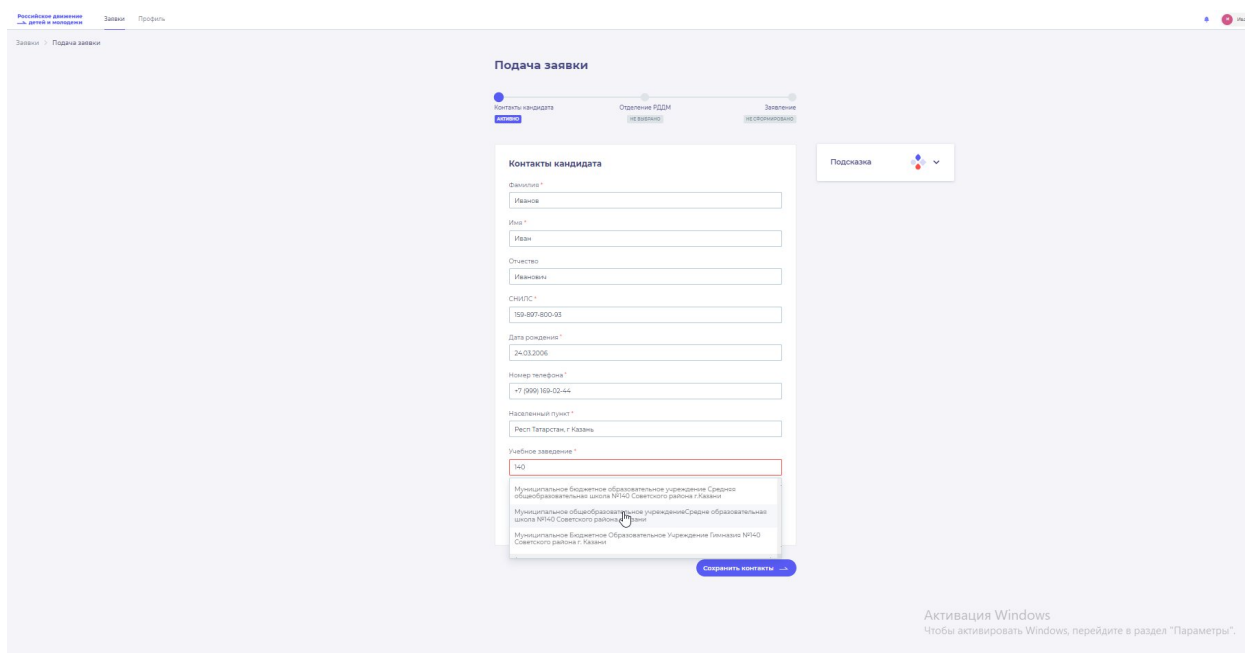 Российское движение
детей и молодежи
Заявки
Профиль
Заявки > Подача заявки
Подача заявки
Контакты кандидата
АКТИВНО
Отделение РДДМ
НЕ ВЫБРАНО
Заявление
НЕ СФОРМИРОВАНО
Контакты кандидата
Фамилия *
Иванов
Имя *
Иван
Отчество
Иванович
СНИЛС *
159-897-800-93
Дата рождения *
24.03.2006
Номер телефона *
+7 (999) 169-02-44
Населенный пункт *
Респ Татарстан, г Казань
Учебное заведение *
140
Муниципальное бюджетное образовательное учреждение Средняя
общеобразовательная школа №140 Советского района г.Казани
Муниципальное общеобразовательное учреждениеСредне образовательная
школа №140 Советского района
Муниципальное Бюджетное Образовательное Учреждение Гимназия №140
Советского района г. Казани
Сохранить контакты
Подсказка
Активация Windows
Чтобы активировать Windows, перейдите в раздел "Параметры".